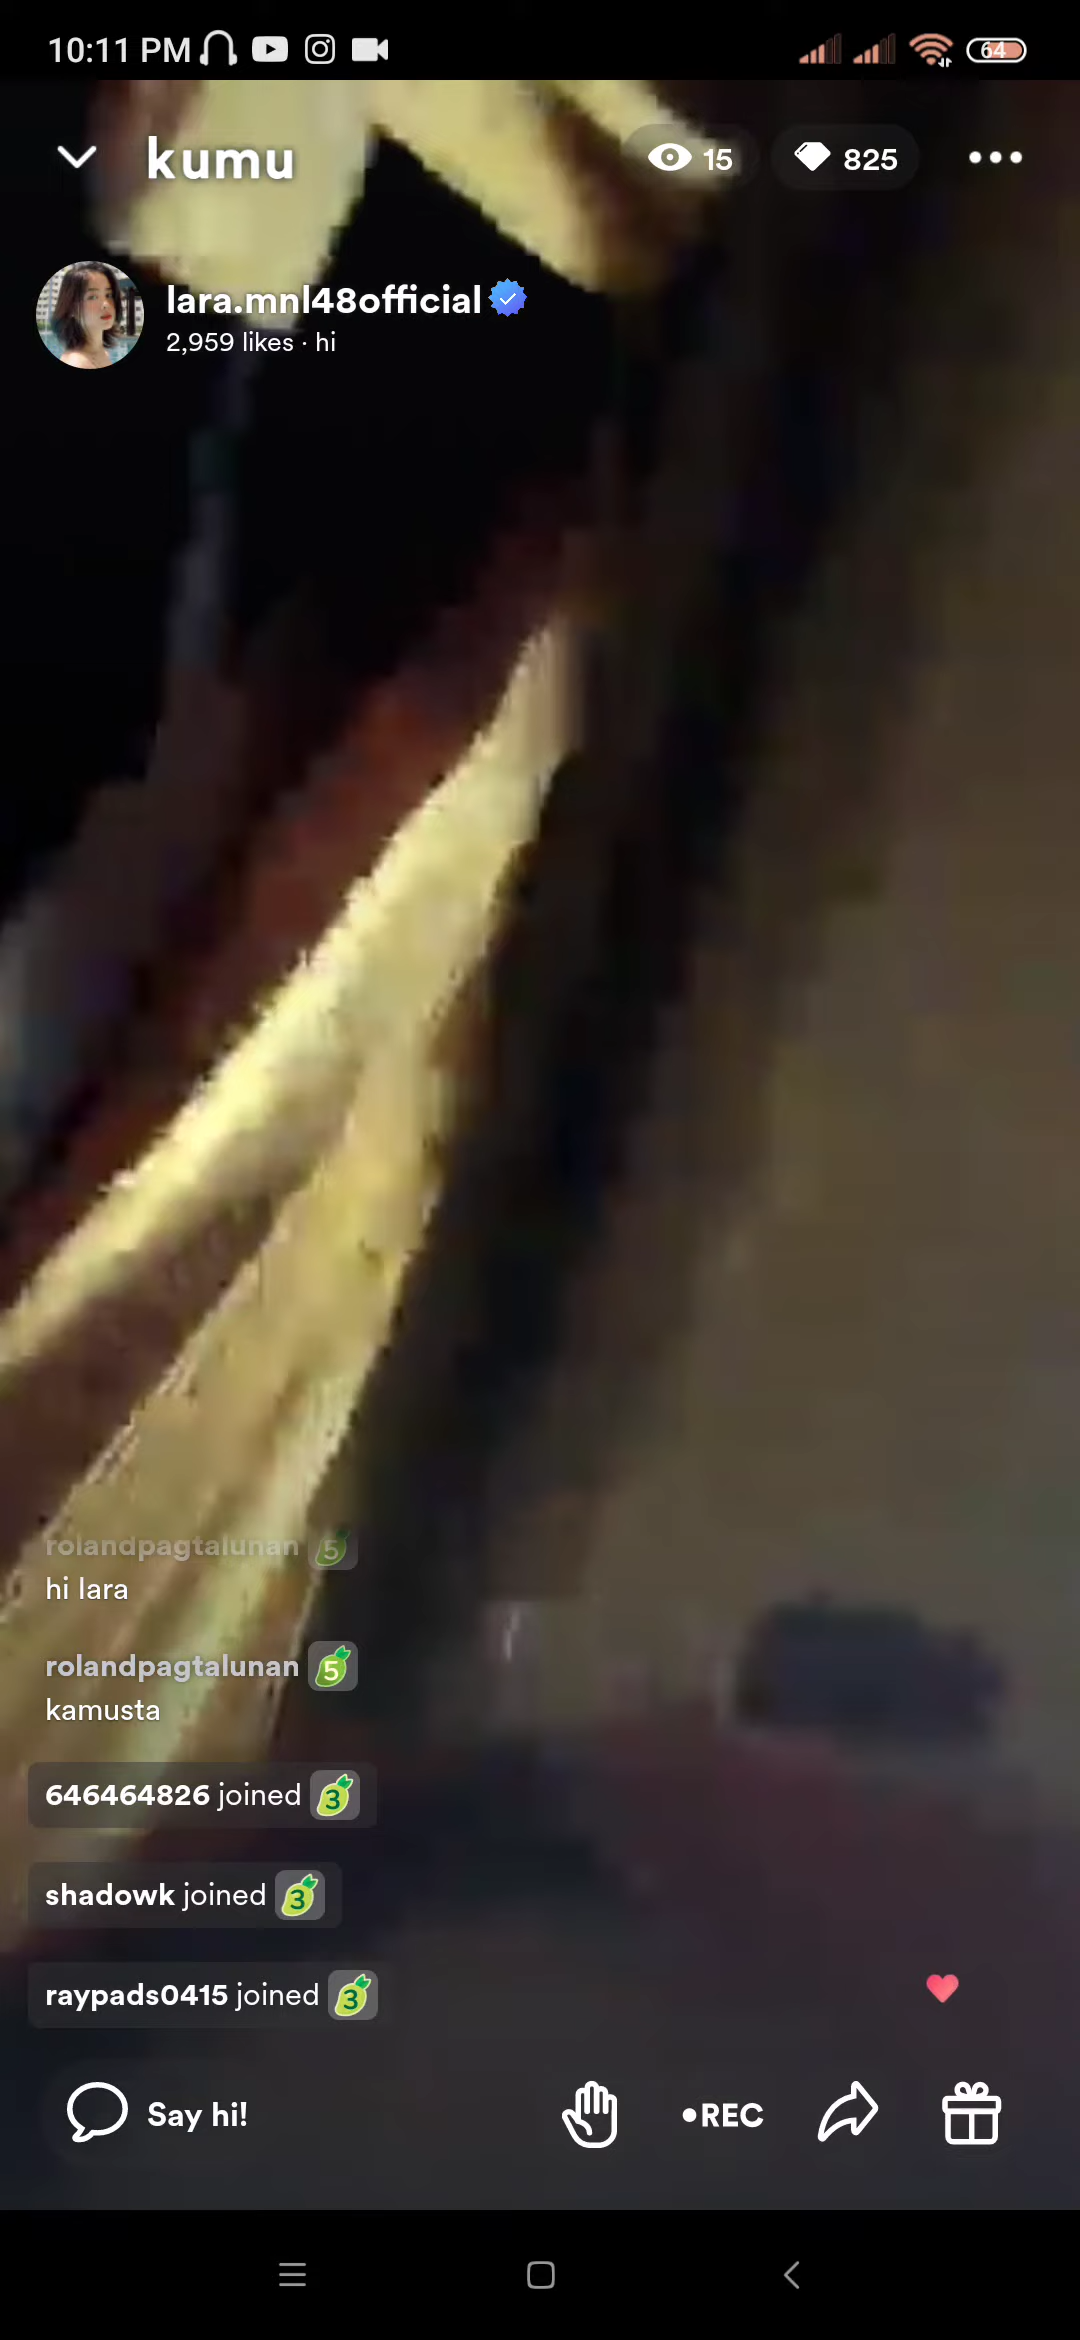 10:11 PM
64
kumu
15
825
lara.mnl48official
2,959 likes · hi
rolandpagtalunan 5
hi lara
rolandpagtalunan 5
kamusta
646464826 joined 3
shadowk joined 3
raypads0415 joined 3
Say hi!
•REC